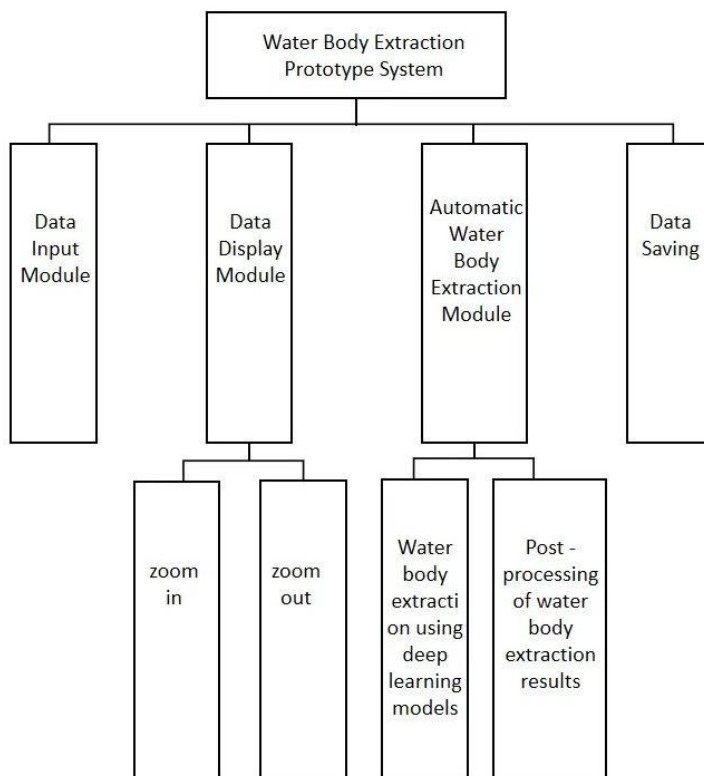 Water Body Extraction
Prototype System
Data
Input
Module
Data
Display
Module
Automatic
Water
Body
Extraction
Module
Data
Saving
zoom
in
zoom
out
Water
body
extracti
on using
deep
learning
models
Post -
processing
of water
body
extraction
results